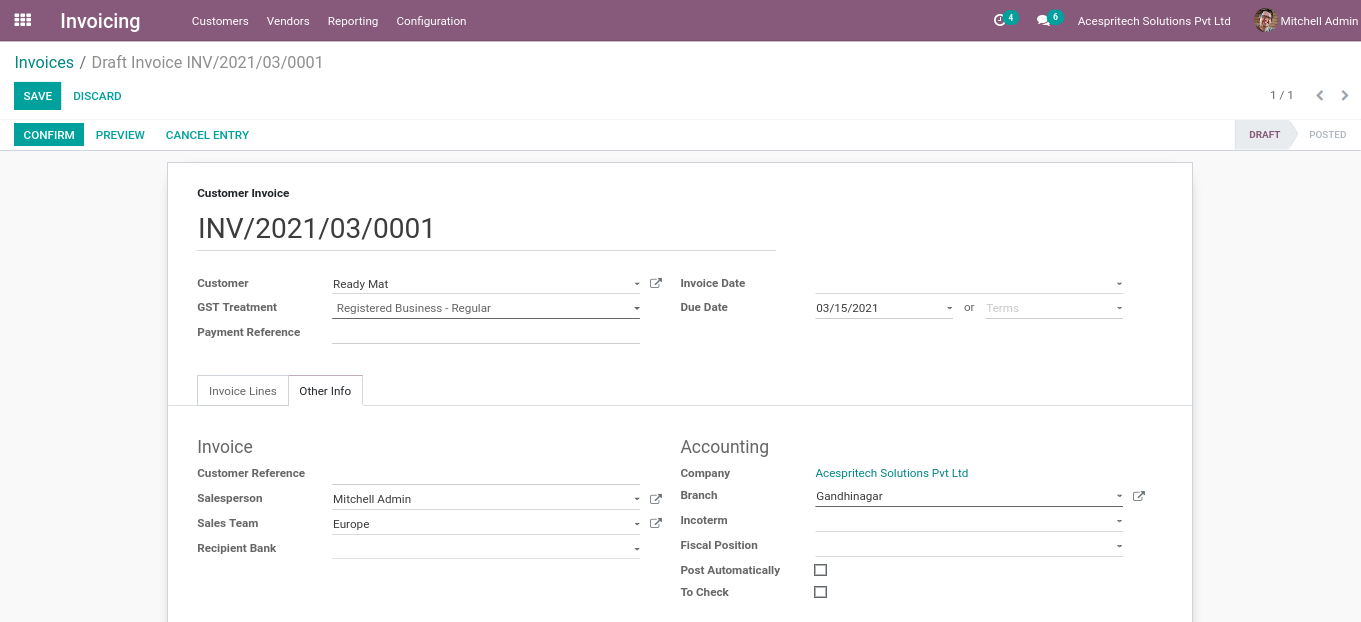 Invoicing Customers Vendors Reporting Configuration 4 6 Acespritech Solutions Pvt Ltd Mitchell Admin
Invoices / Draft Invoice INV/2021/03/0001
SAVE DISCARD 1 / 1
CONFIRM PREVIEW CANCEL ENTRY DRAFT POSTED
Customer Invoice
INV/2021/03/0001
Customer Ready Mat Invoice Date
GST Treatment Registered Business - Regular Due Date 03/15/2021 or Terms
Payment Reference
Invoice Lines Other Info
Invoice Accounting
Customer Reference Company Acespritech Solutions Pvt Ltd
Salesperson Mitchell Admin Branch Gandhinagar
Sales Team Europe Incoterm
Recipient Bank Fiscal Position
Post Automatically
To Check